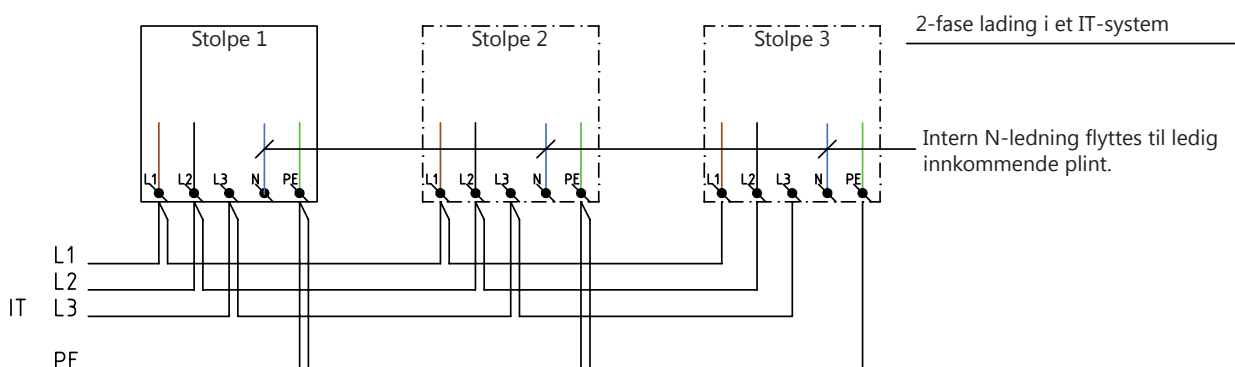 Stolpe 1
Stolpe 2
Stolpe 3
2-fase lading i et IT-system
Intern N-ledning flyttes til ledig
innkommende plint.
L1 L2 L3 N PE
L1 L2 L3 N PE
L1 L2 L3 N PE
L1
L2
IT L3
PE